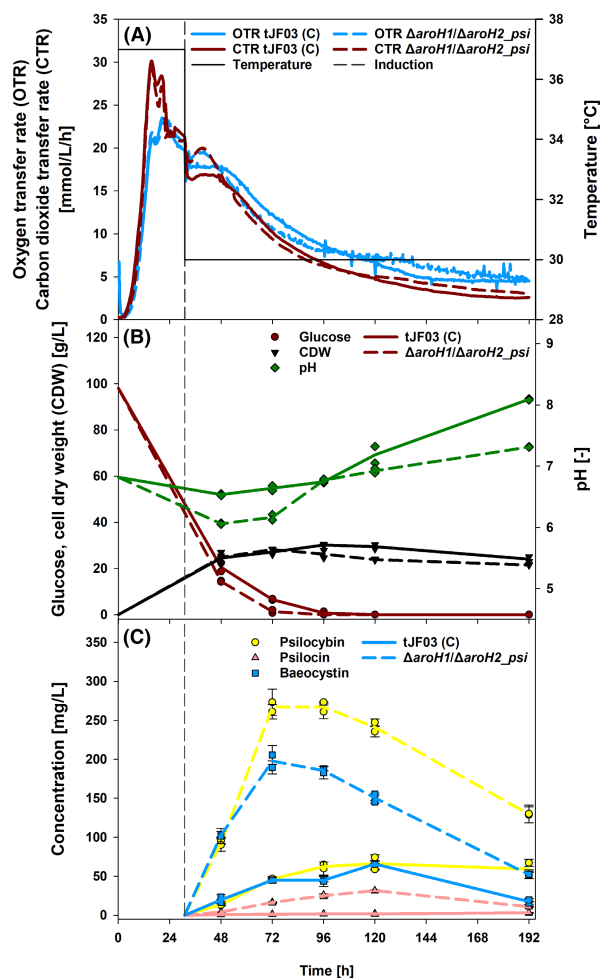 (A)
OTR tJF03 (C)
OTR ΔaroH1/ΔaroH2_psi
CTR tJF03 (C)
CTR ΔaroH1/ΔaroH2_psi
Temperature
Induction
Oxygen transfer rate (OTR)
Carbon dioxide transfer rate (CTR)
[mmol/L/h]
35
30
25
20
15
10
5
0
Temperature [°C]
38
36
34
32
30
28
(B)
Glucose
tJF03 (C)
CDW
ΔaroH1/ΔaroH2_psi
pH
Glucose, cell dry weight (CDW) [g/L]
120
100
80
60
40
20
0
pH [-]
9
8
7
6
5
(C)
Psilocybin
tJF03 (C)
Psilocin
ΔaroH1/ΔaroH2_psi
Baeocystin
Concentration [mg/L]
350
300
250
200
150
100
50
0
0 24 48 72 96 120 144 168 192
Time [h]